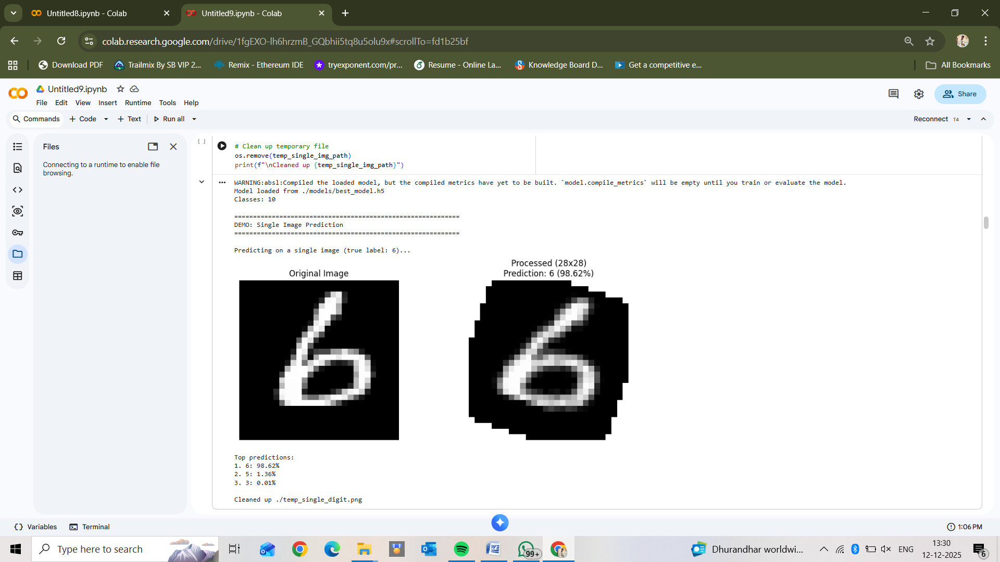 Untitled8.ipynb - Colab
Untitled9.ipynb - Colab
colab.research.google.com/drive/1fgEXO-lh6hrzmB_GQbhii5tq8u5olu9x#scrollTo=fd1b25bf
Download PDF
Trailmix By SB VIP 2...
Remix - Ethereum IDE
tryexponent.com/pr...
Resume - Online La...
Knowledge Board D...
Get a competitive e...
All Bookmarks
Untitled9.ipynb
File Edit View Insert Runtime Tools Help
Share
Commands + Code + Text Run all
Reconnect T4
Files
Connecting to a runtime to enable file
browsing.
[ ]
# Clean up temporary file
os.remove(temp_single_img_path)
print(f"\nCleaned up {temp_single_img_path}")
WARNING:absl:Compiled the loaded model, but the compiled metrics have yet to be built. `model.compile_metrics` will be empty until you train or evaluate the model.
Model loaded from ./models/best_model.h5
Classes: 10
============================================================
DEMO: Single Image Prediction
============================================================
Predicting on a single image (true label: 6)...
Original Image
Processed (28x28)
Prediction: 6 (98.62%)
6
6
Top predictions:
1. 6: 98.62%
2. 5: 1.36%
3. 3: 0.01%
Cleaned up ./temp_single_digit.png
Variables
Terminal
1:06 PM
Type here to search
99+
Dhurandhar worldwi...
ENG
13:30
12-12-2025
6